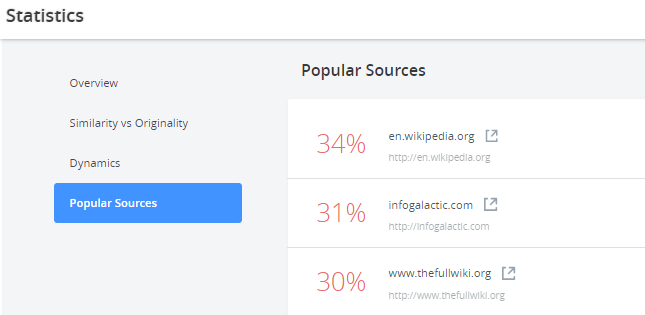 Statistics
Overview
Similarity vs Originality
Dynamics
Popular Sources
Popular Sources
34%
en.wikipedia.org
http://en.wikipedia.org
31%
infogalactic.com
http://infogalactic.com
30%
www.thefullwiki.org
http://www.thefullwiki.org